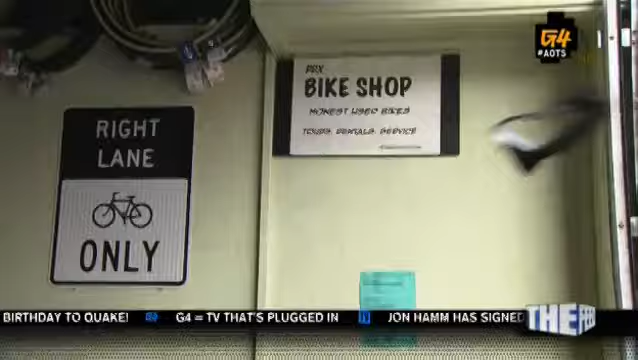 G4
#AOTS
BIKE SHOP
HONEST USED BIKES
TOURS RENTALS SERVICE
RIGHT
LANE
ONLY
BIRTHDAY TO QUAKE! G4 = TV THAT'S PLUGGED IN JON HAMM HAS SIGNED
THE FEED